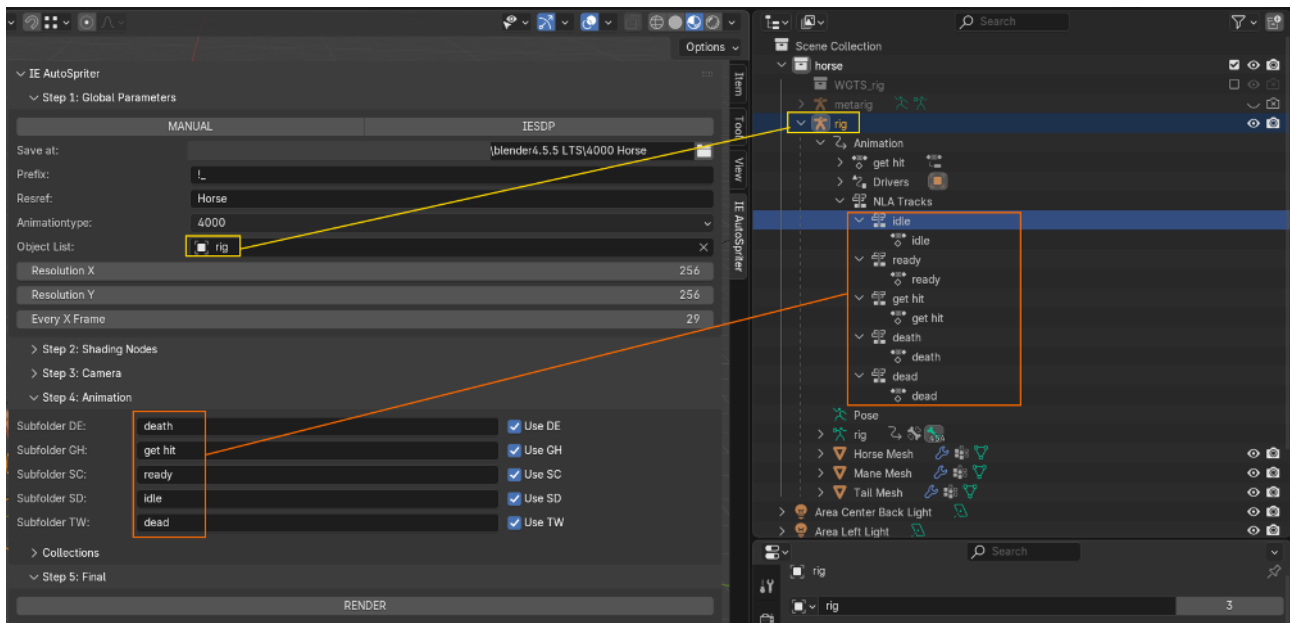 Options
IE AutoSpriter
Step 1: Global Parameters
MANUAL
IESDP
Save at:
\blender4.5.5 LTS\4000 Horse
Prefix:
!_
Resref:
Horse
Animationtype:
4000
Object List:
rig
Resolution X
256
Resolution Y
256
Every X Frame
29
Step 2: Shading Nodes
Step 3: Camera
Step 4: Animation
Subfolder DE:
death
Use DE
Subfolder GH:
get hit
Use GH
Subfolder SC:
ready
Use SC
Subfolder SD:
idle
Use SD
Subfolder TW:
dead
Use TW
Collections
Step 5: Final
RENDER
Item
Tool
View
IE AutoSpriter
Search
Scene Collection
horse
WGTS_rig
metarig
rig
Animation
get hit
Drivers
NLA Tracks
idle
idle
ready
ready
get hit
get hit
death
death
dead
dead
Pose
rig
Horse Mesh
Mane Mesh
Tail Mesh
Area Center Back Light
Area Left Light
Search
rig
rig
3